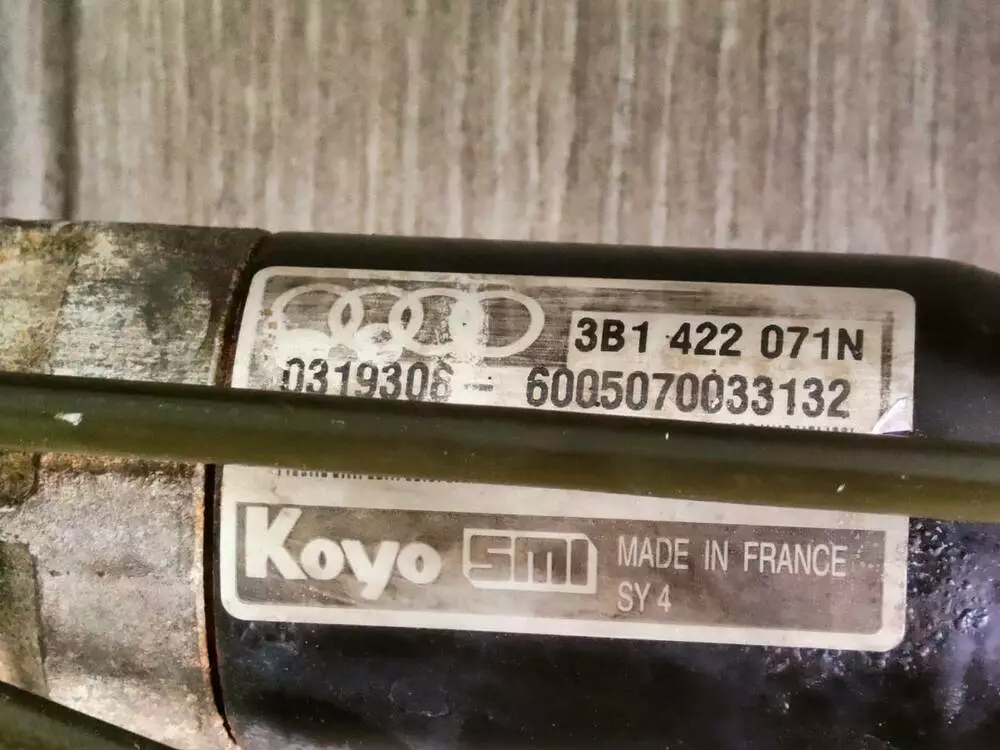 3B1 422 071N
0319308 - 6005070033132
Koyo SMI MADE IN FRANCE
SY 4